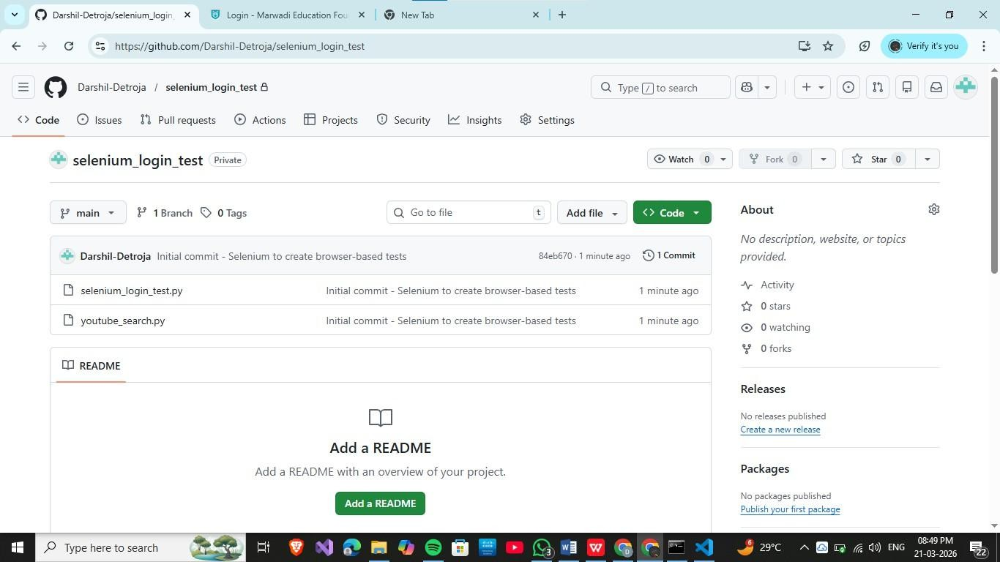 Darshil-Detroja/selenium_login_
Login - Marwadi Education Fou
New Tab
https://github.com/Darshil-Detroja/selenium_login_test
Verify it's you
Darshil-Detroja / selenium_login_test
Type / to search
Code
Issues
Pull requests
Actions
Projects
Security
Insights
Settings
selenium_login_test Private
Watch 0
Fork 0
Star 0
main
1 Branch
0 Tags
Go to file t
Add file
Code
Darshil-Detroja Initial commit - Selenium to create browser-based tests 84eb670 · 1 minute ago 1 Commit
selenium_login_test.py Initial commit - Selenium to create browser-based tests 1 minute ago
youtube_search.py Initial commit - Selenium to create browser-based tests 1 minute ago
README
Add a README
Add a README with an overview of your project.
Add a README
About
No description, website, or topics
provided.
Activity
0 stars
0 watching
0 forks
Releases
No releases published
Create a new release
Packages
No packages published
Publish your first package
Type here to search
3
D
6
29°C
ENG
08:49 PM
21-03-2026
22